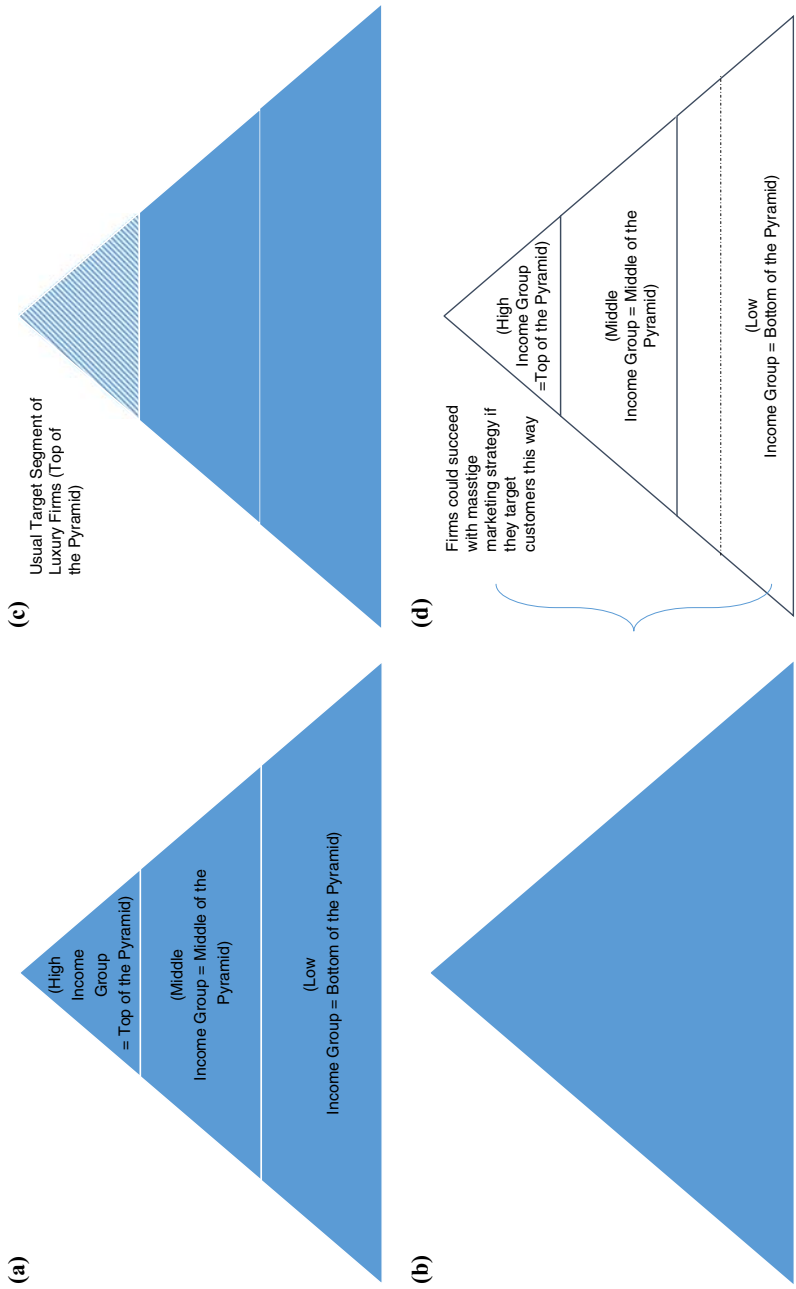 (a)
(High
Income
Group
= Top of the Pyramid)
(Middle
Income Group = Middle of the
Pyramid)
(Low
Income Group = Bottom of the Pyramid)
(b)
(c)
Usual Target Segment of
Luxury Firms (Top of
the Pyramid)
(d)
Firms could succeed
with masstige
marketing strategy if
they target
customers this way
(High
Income Group
=Top of the Pyramid)
(Middle
Income Group = Middle of the
Pyramid)
(Low
Income Group = Bottom of the Pyramid)